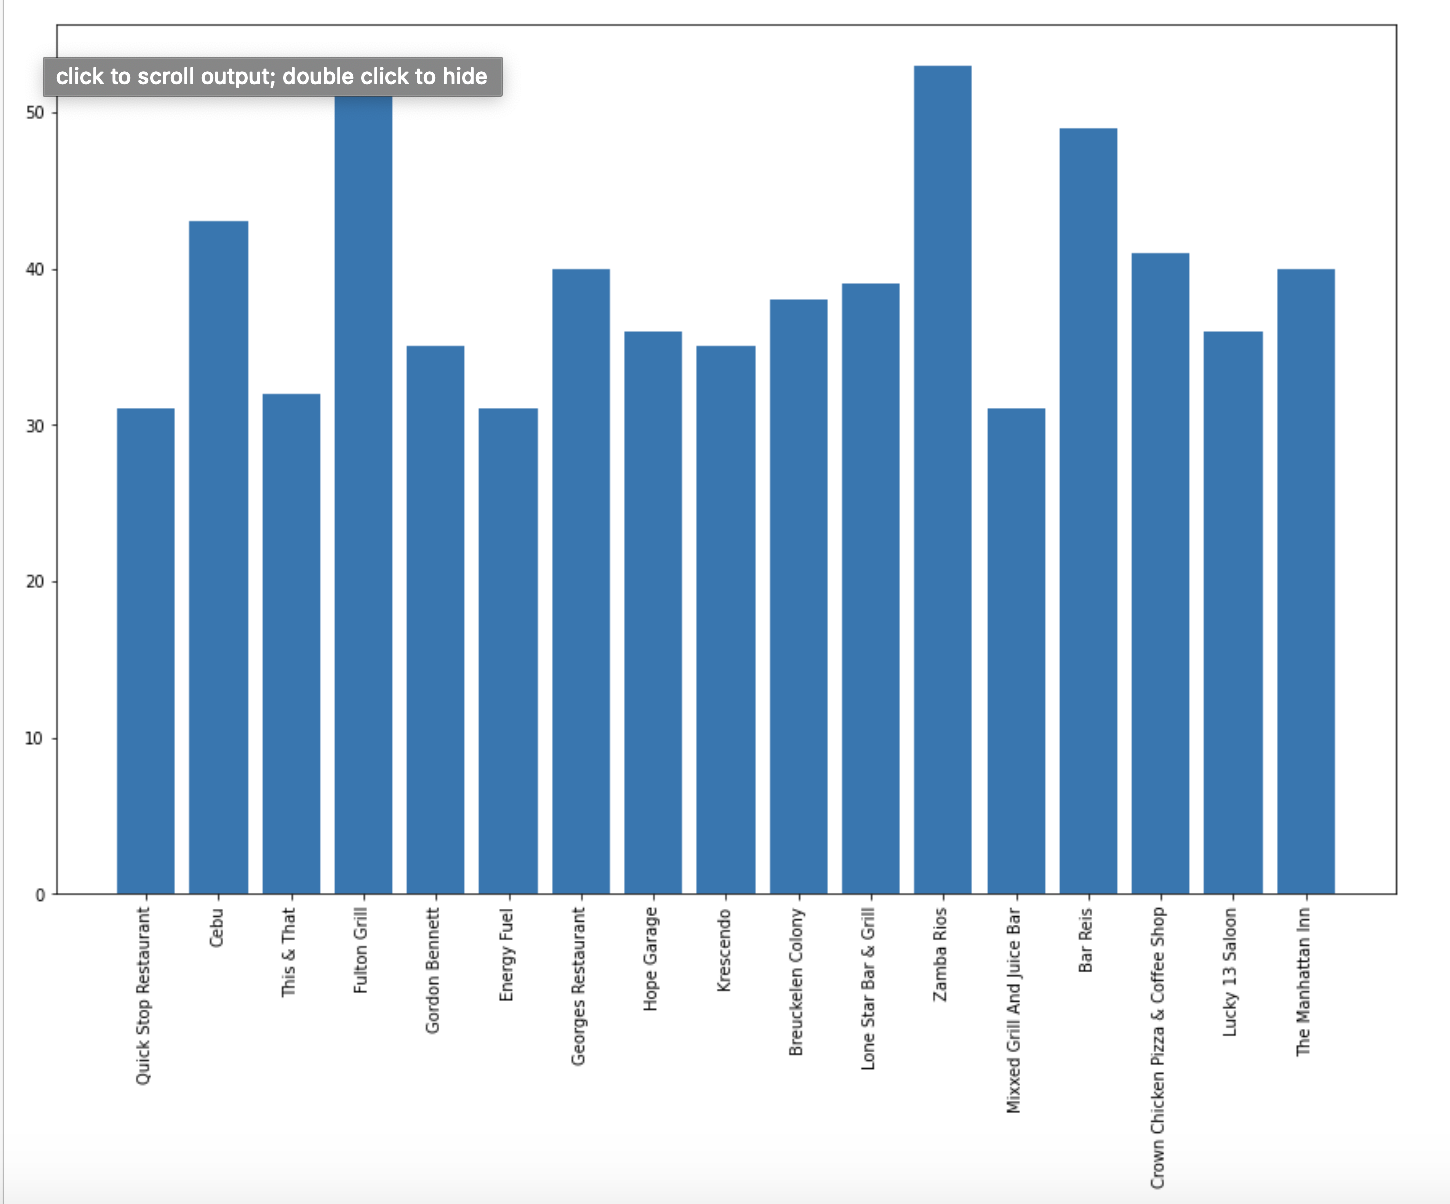 click to scroll output; double click to hide
50
40
30
20
10
0
Quick Stop Restaurant
Cebu
This & That
Fulton Grill
Gordon Bennett
Energy Fuel
Georges Restaurant
Hope Garage
Krescendo
Breuckelen Colony
Lone Star Bar & Grill
Zamba Rios
Mixxed Grill And Juice Bar
Bar Reis
Crown Chicken Pizza & Coffee Shop
Lucky 13 Saloon
The Manhattan Inn